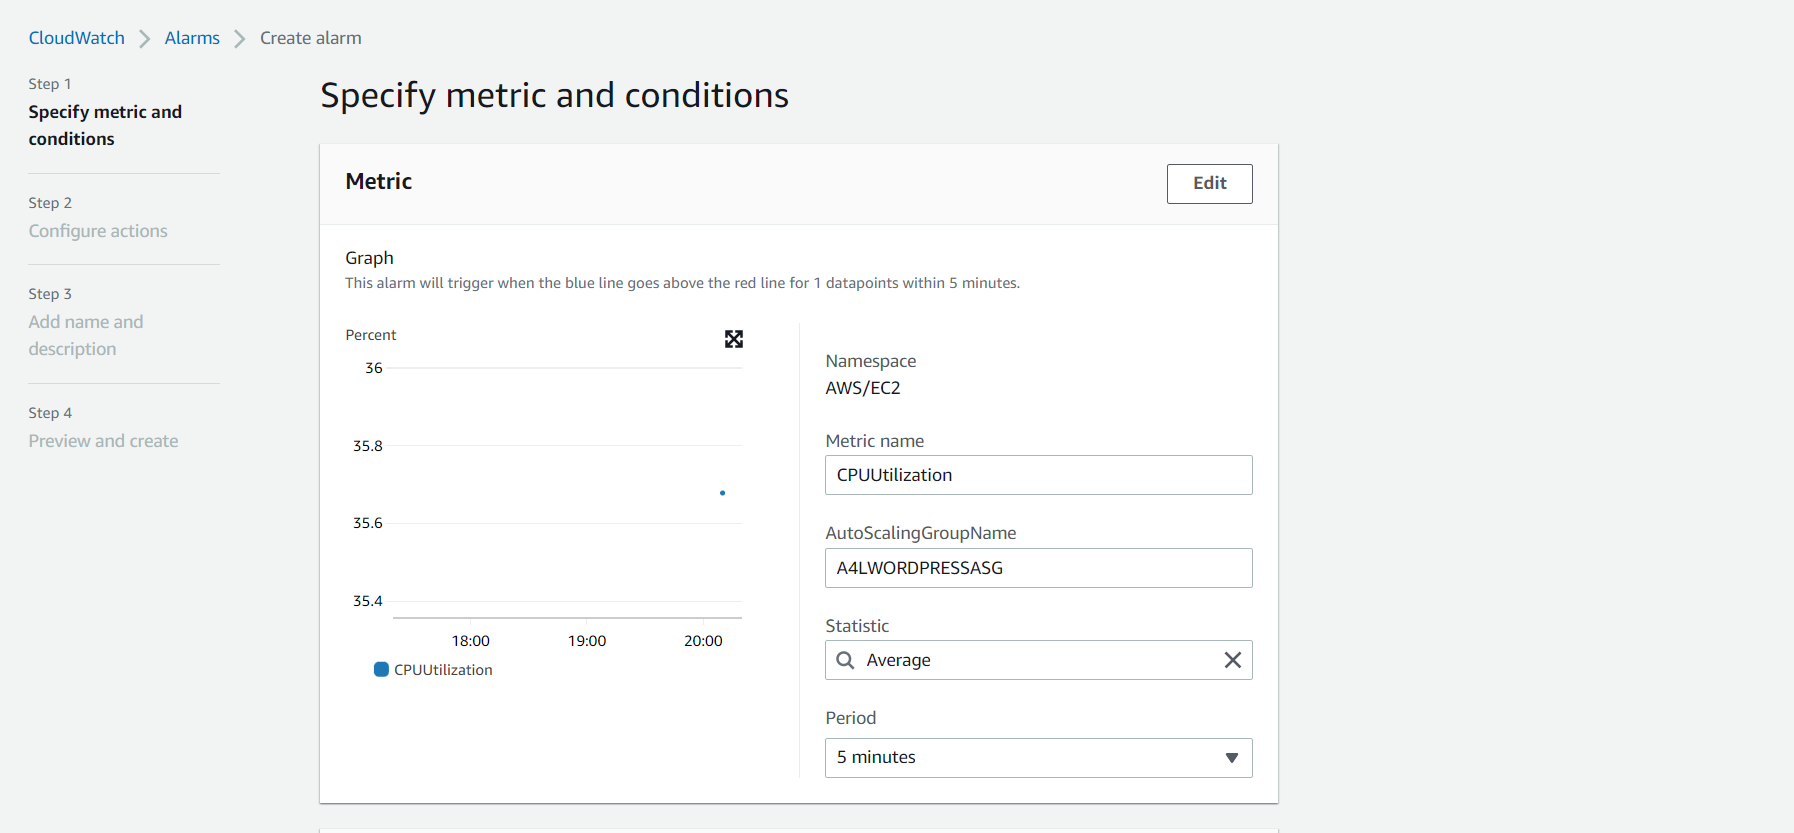 CloudWatch > Alarms > Create alarm
Step 1
Specify metric and
conditions
Step 2
Configure actions
Step 3
Add name and
description
Step 4
Preview and create
Specify metric and conditions
Metric
Edit
Graph
This alarm will trigger when the blue line goes above the red line for 1 datapoints within 5 minutes.
Percent
36
35.8
35.6
35.4
18:00 19:00 20:00
CPUUtilization
Namespace
AWS/EC2
Metric name
CPUUtilization
AutoScalingGroupName
A4LWORDPRESSASG
Statistic
Average
Period
5 minutes